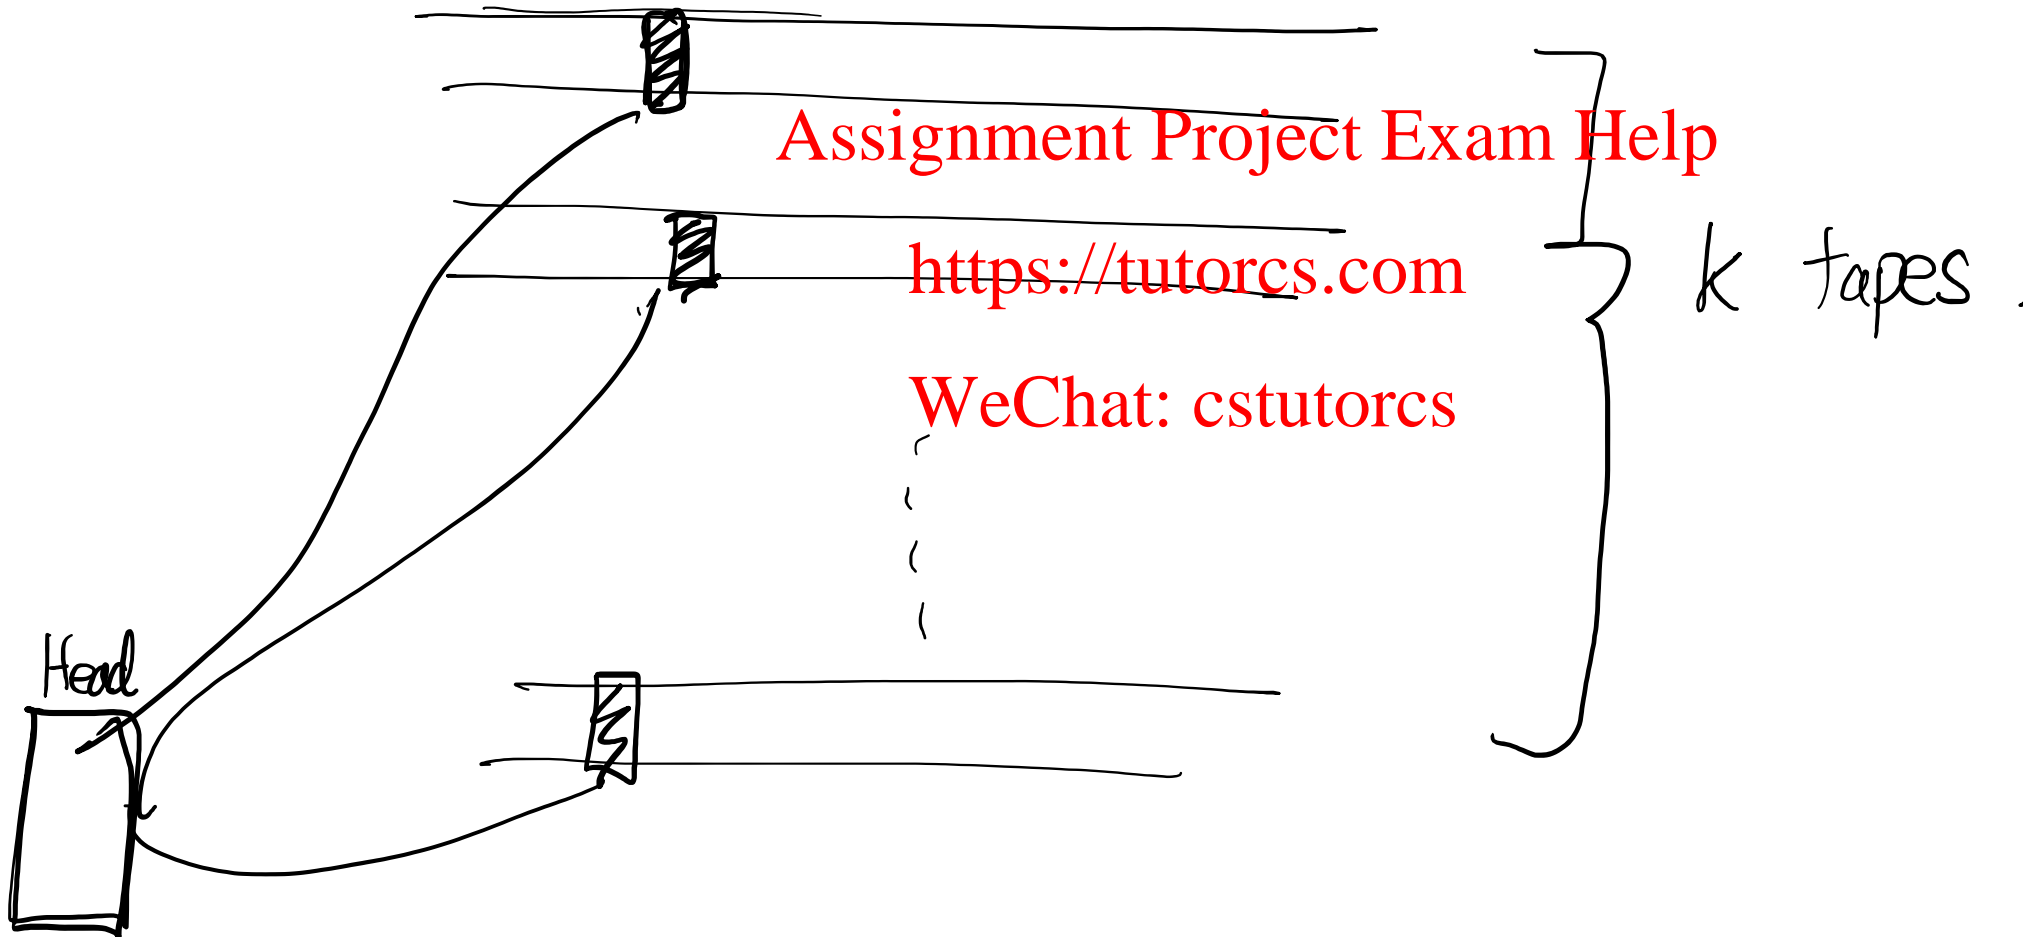 Assignment Project Exam Help
k tapes.
https://tutorcs.com
WeChat: cstutorcs
Head